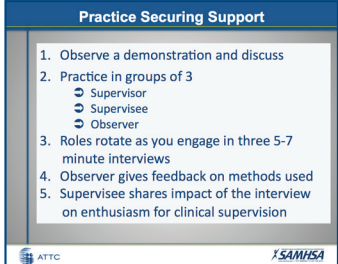 Practice Securing Support
1. Observe a demonstration and discuss
2. Practice in groups of 3
➲ Supervisor
➲ Supervisee
➲ Observer
3. Roles rotate as you engage in three 5-7
minute interviews
4. Observer gives feedback on methods used
5. Supervisee shares impact of the interview
on enthusiasm for clinical supervision
ATTC
SAMHSA